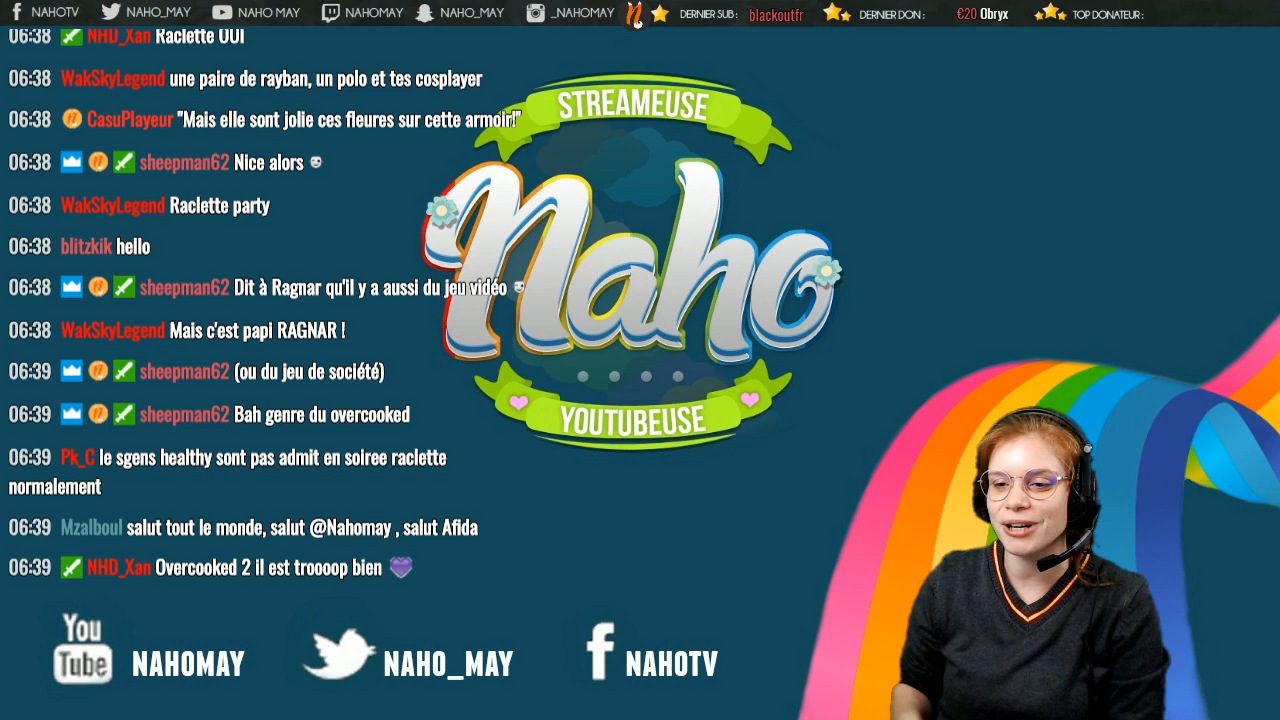 NAHOTV NAHO_MAY NAHO MAY NAHOMAY NAHO_MAY _NAHOMAY DERNIER SUB : blackoutfr DERNIER DON : €20 Obryx TOP DONATEUR :
06:38 NHD_Xan Raclette OUI
06:38 WakSkyLegend une paire de rayban, un polo et tes cosplayer
06:38 CasuPlayeur "Mais elle sont jolie ces fleures sur cette armoir!"
06:38 sheepman62 Nice alors
06:38 WakSkyLegend Raclette party
06:38 blitzkik hello
06:38 sheepman62 Dit à Ragnar qu'il y a aussi du jeu vidéo
06:38 WakSkyLegend Mais c'est papi RAGNAR !
06:39 sheepman62 (ou du jeu de société)
06:39 sheepman62 Bah genre du overcooked
06:39 Pk_C le sgens healthy sont pas admit en soiree raclette
normalement
06:39 Mzalboul salut tout le monde, salut @Nahomay , salut Afida
06:39 NHD_Xan Overcooked 2 il est troooop bien
STREAMEUSE
Naho
YOUTUBEUSE
You
Tube NAHOMAY NAHO_MAY NAHOTV